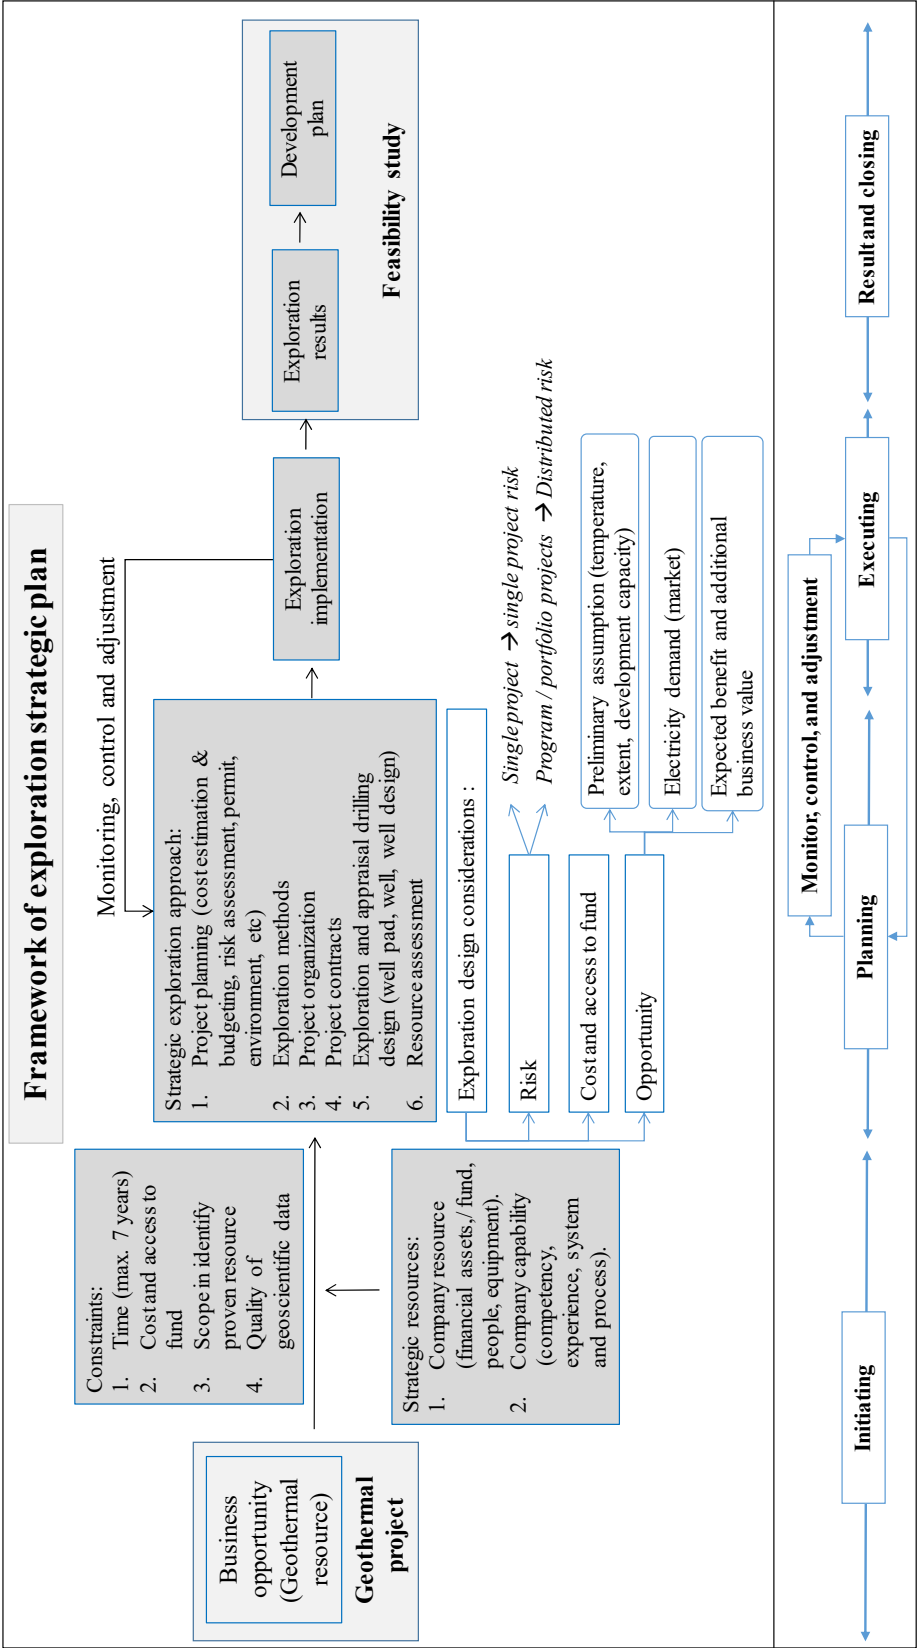 Framework of exploration strategic plan
Business
opportunity
(Geothermal
resource)
Geothermal
project
Constraints:
1. Time (max. 7 years)
2. Cost and access to
fund
3. Scope in identify
proven resource
4. Quality of
geoscientific data
Strategic resources:
1. Company resource
(financial assets,/ fund,
people, equipment).
2. Company capability
(competency,
experience, system
and process).
Monitoring, control and adjustment
Strategic exploration approach:
1. Project planning (cost estimation &
budgeting, risk assessment, permit,
environment, etc)
2. Exploration methods
3. Project organization
4. Project contracts
5. Exploration and appraisal drilling
design (well pad, well, well design)
6. Resource assessment
Exploration
implementation
Exploration
results
Development
plan
Feasibility study
Exploration design considerations :
Risk
Single project → single project risk
Program / portfolio projects → Distributed risk
Cost and access to fund
Opportunity
Preliminary assumption (temperature,
extent, development capacity)
Electricity demand (market)
Expected benefit and additional
business value
Monitor, control, and adjustment
Initiating
Planning
Executing
Result and closing